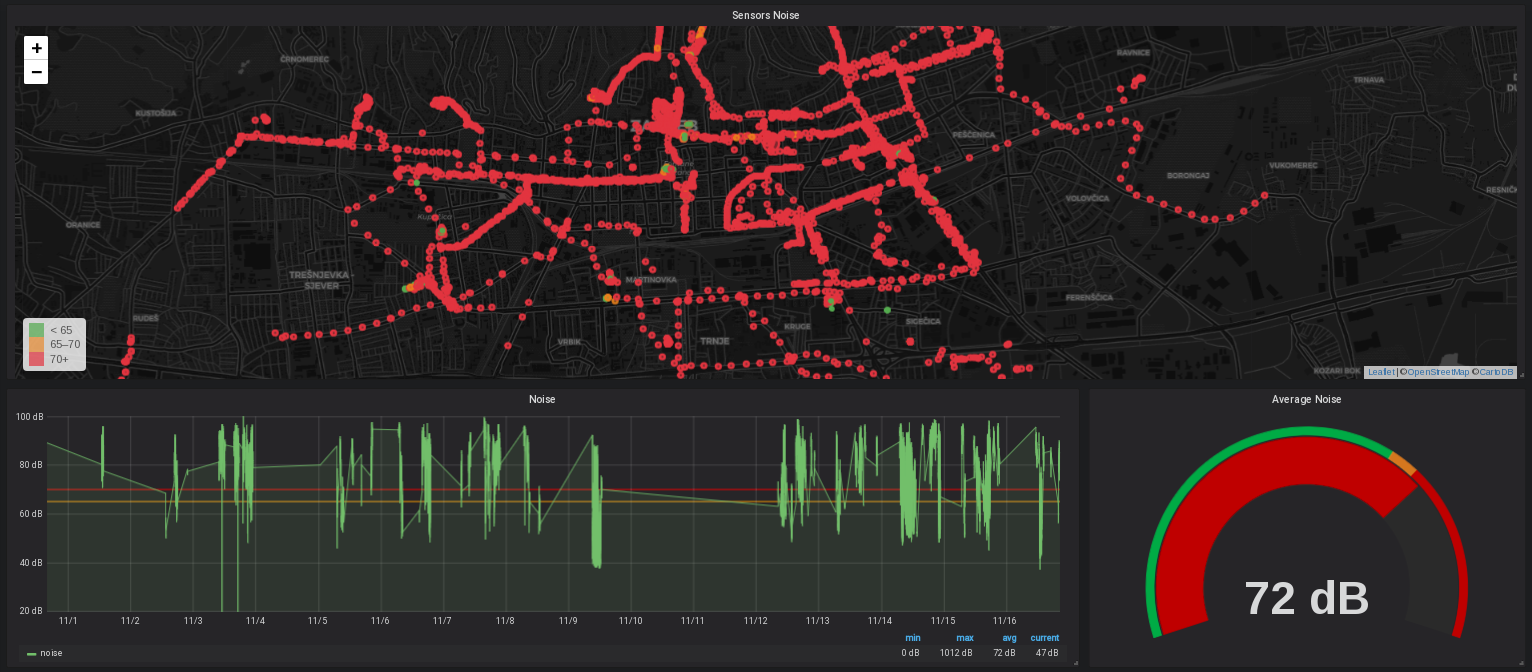 Sensors Noise
+
−
ČRNOMEREC
RAVNICE
TRNAVA
KUSTOŠIJA
PEŠČENICA
VUKOMEREC
BORONGAJ
VOLOVČICA
ORANICE
TREŠNJEVKA -
SJEVER
MARTINOVKA
FERENŠČICA
RUDEŠ
KRUGE
SIGEČICA
VRBIK
TRNJE
KOZARI BOK
< 65
65–70
70+
Leaflet | © OpenStreetMap © CartoDB
Noise
100 dB
80 dB
60 dB
40 dB
20 dB
11/1 11/2 11/3 11/4 11/5 11/6 11/7 11/8 11/9 11/10 11/11 11/12 11/13 11/14 11/15 11/16
min max avg current
noise 0 dB 1012 dB 72 dB 47 dB
Average Noise
72 dB